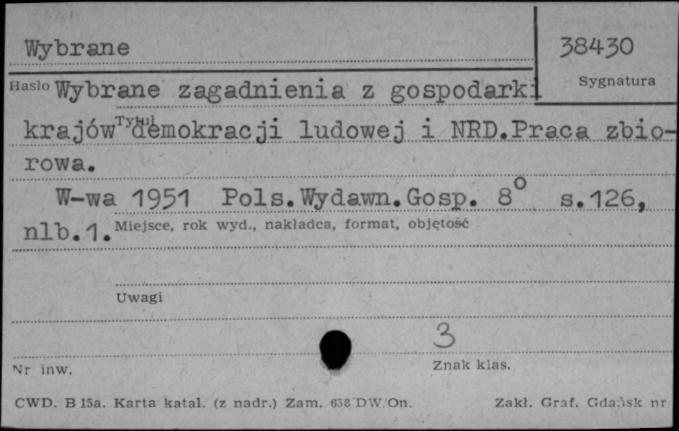 Wybrane 38430
Sygnatura
Hasło Wybrane zagadnienia z gospodarki
krajów Tytuł demokracji ludowej i NRD.Praca zbio-
rowa.
W-wa 1951 Pols.Wydawn.Gosp. 8° s.126,
nlb.1. Miejsce, rok wyd., nakładca, format, objętość
Uwagi
3
Nr inw. Znak klas.
CWD. B 15a. Karta katal. (z nadr.) Zam. 638 DW/On. Zakł. Graf. Gdańsk nr